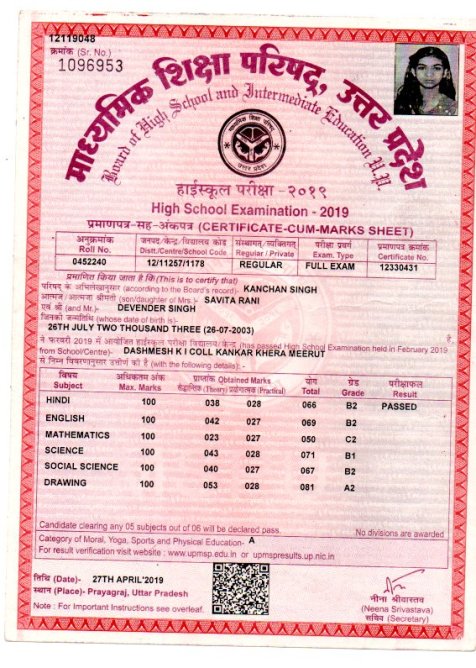 12119048
क्रमांक (Sr. No.)
1096953
माध्यमिक शिक्षा परिषद्, उत्तर प्रदेश
Board of High School and Intermediate Education U.P.
हाईस्कूल परीक्षा - २०१९
High School Examination - 2019
प्रमाणपत्र-सह-अंकपत्र (CERTIFICATE-CUM-MARKS SHEET)
अनुक्रमांक जनपद/केन्द्र/विद्यालय कोड संस्थागत/व्यक्तिगत परीक्षा प्रवर्ग प्रमाणपत्र क्रमांक
Roll No. Distt./Centre/School Code Regular / Private Exam. Type Certificate No.
0452240 12/11257/1178 REGULAR FULL EXAM 12330431
प्रमाणित किया जाता है कि (This is to certify that)
परिषद के अभिलेखानुसार (according to the Board's record)- KANCHAN SINGH
आत्मज / आत्मजा श्रीमती (son/daughter of Mrs.)- SAVITA RANI
एवं श्री (and Mr.)- DEVENDER SINGH
जिनकी जन्मतिथि (whose date of birth is)-
26TH JULY TWO THOUSAND THREE (26-07-2003)
ने फरवरी 2019 में आयोजित हाईस्कूल परीक्षा विद्यालय/केन्द्र (has passed High School Examination held in February 2019
from School/Centre)- DASHMESH K I COLL KANKAR KHERA MEERUT
से निम्न विवरणानुसार उत्तीर्ण की है - (with the following details) : -
विषय अधिकतम अंक प्राप्तांक Obtained Marks योग ग्रेड परीक्षाफल
Subject Max. Marks सैद्धान्तिक (Theory) प्रयोगात्मक (Practical) Total Grade Result
HINDI 100 038 028 066 B2 PASSED
ENGLISH 100 042 027 069 B2
MATHEMATICS 100 023 027 050 C2
SCIENCE 100 043 028 071 B1
SOCIAL SCIENCE 100 040 027 067 B2
DRAWING 100 053 028 081 A2
Candidate clearing any 05 subjects out of 06 will be declared pass. No divisions are awarded
Category of Moral, Yoga, Sports and Physical Education- A
For result verification visit website : www.upmsp.edu.in or upmspresults.up.nic.in
तिथि (Date)- 27TH APRIL'2019
स्थान (Place)- Prayagraj, Uttar Pradesh
Note : For Important Instructions see overleaf.
नीना श्रीवास्तव
(Neena Srivastava)
सचिव (Secretary)